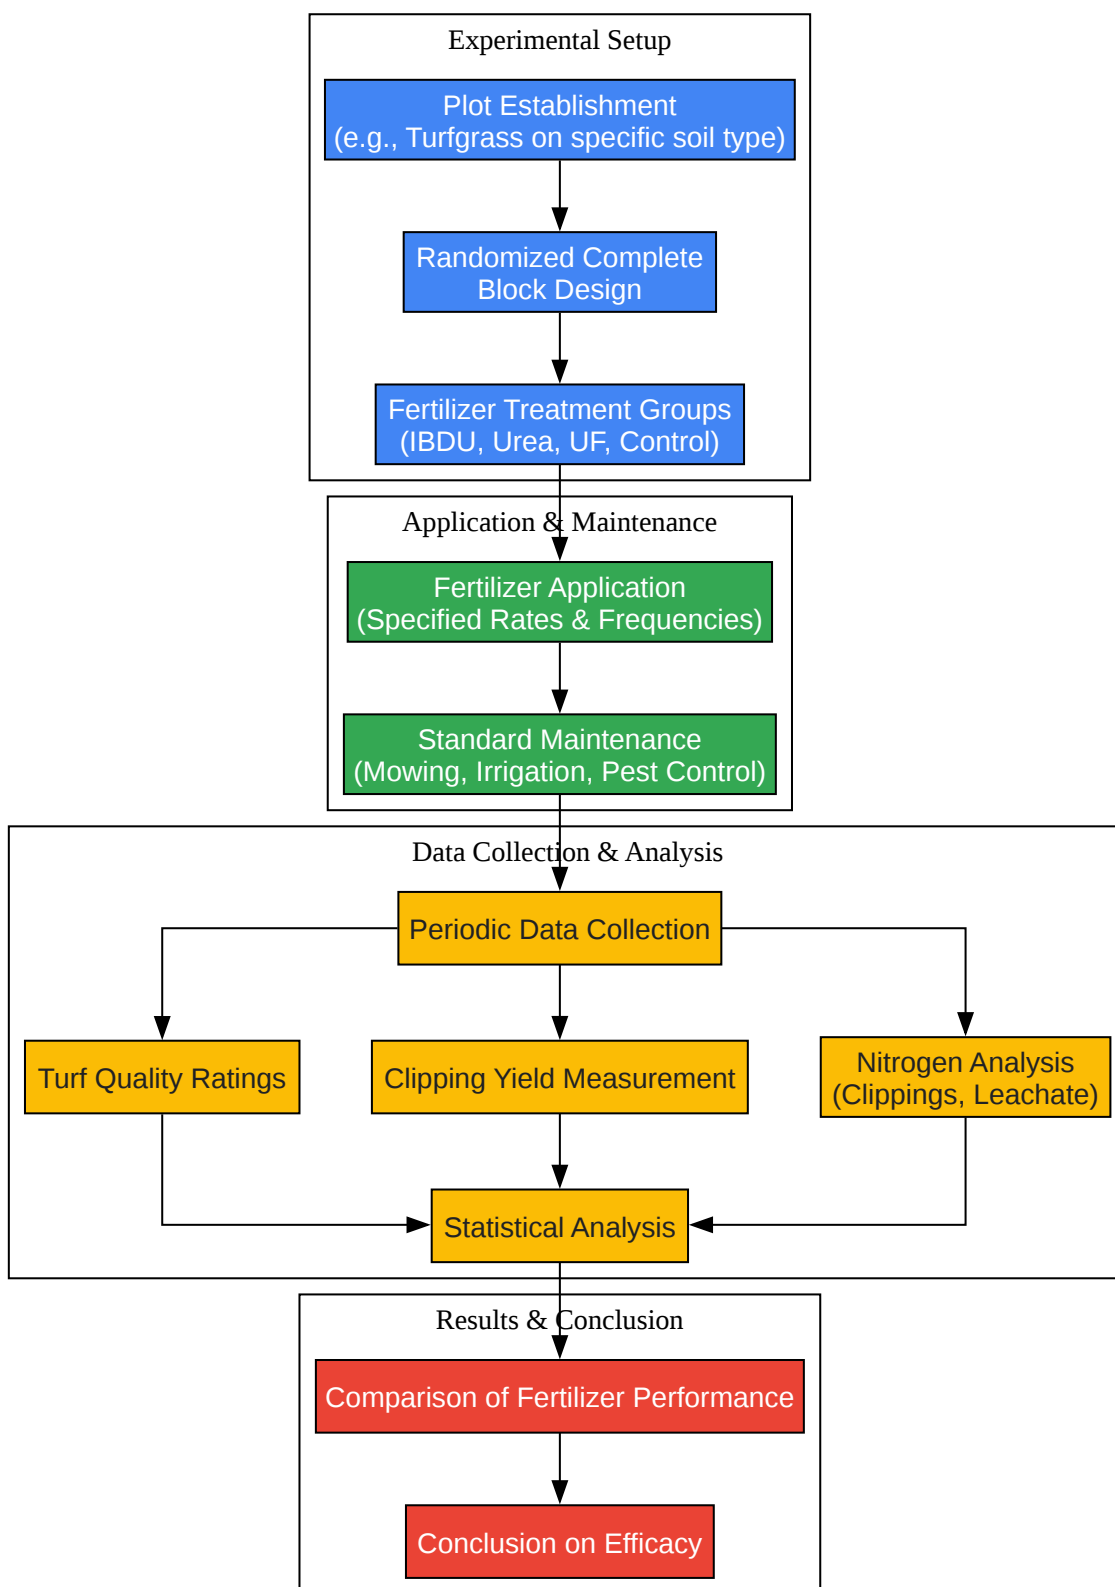 Experimental Setup
Plot Establishment
(e.g., Turfgrass on specific soil type)
Randomized Complete
Block Design
Fertilizer Treatment Groups
(IBDU, Urea, UF, Control)
Application & Maintenance
Fertilizer Application
(Specified Rates & Frequencies)
Standard Maintenance
(Mowing, Irrigation, Pest Control)
Data Collection & Analysis
Periodic Data Collection
Turf Quality Ratings
Clipping Yield Measurement
Nitrogen Analysis
(Clippings, Leachate)
Statistical Analysis
Results & Conclusion
Comparison of Fertilizer Performance
Conclusion on Efficacy